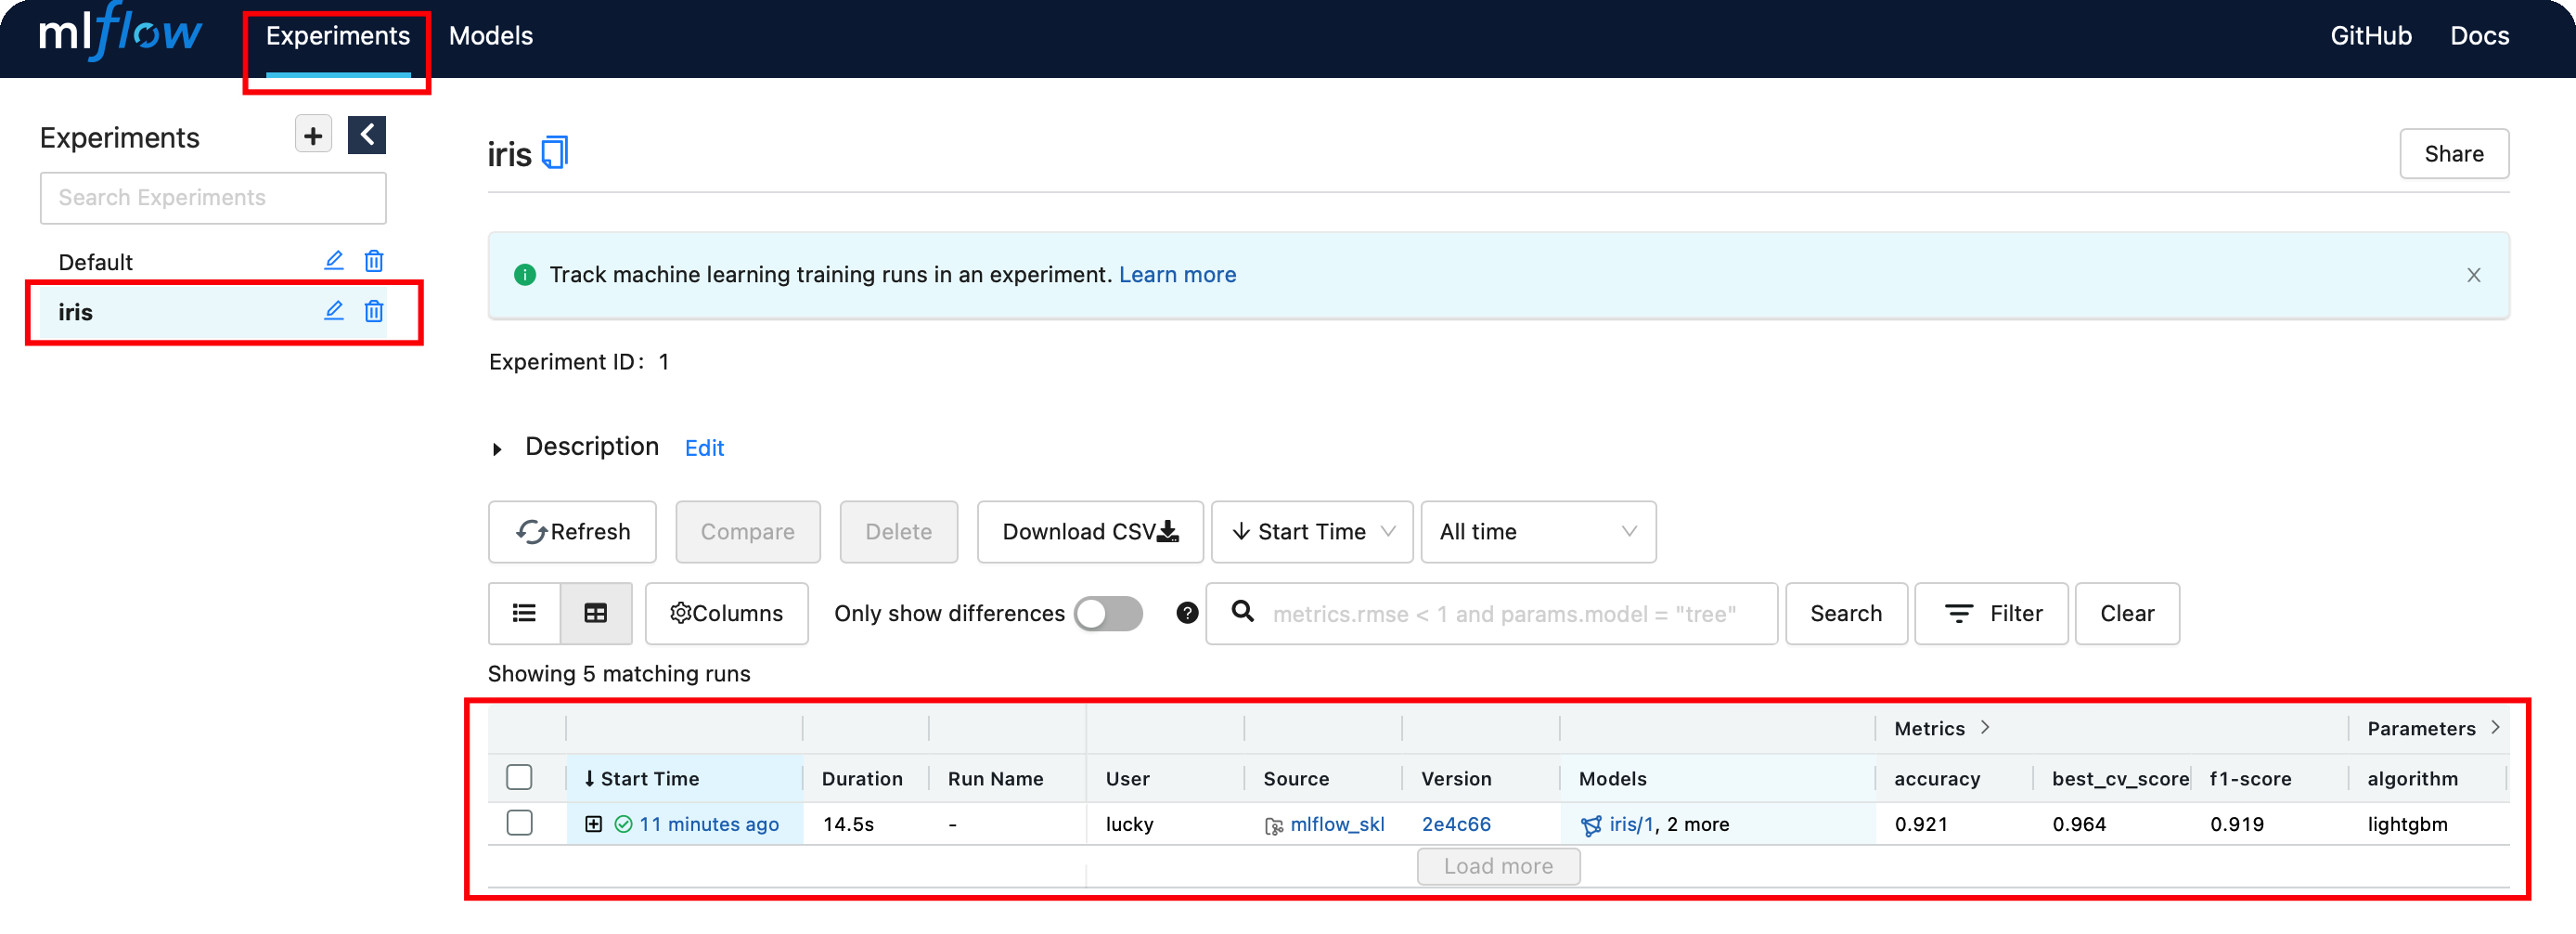 mlflow Experiments Models GitHub Docs
Experiments
Search Experiments
Default
iris
iris Share
Track machine learning training runs in an experiment. Learn more
Experiment ID: 1
Description Edit
Refresh Compare Delete Download CSV Start Time All time
Columns Only show differences metrics.rmse < 1 and params.model = "tree" Search Filter Clear
Showing 5 matching runs
Metrics Parameters
↓ Start Time Duration Run Name User Source Version Models accuracy best_cv_score f1-score algorithm
11 minutes ago 14.5s - lucky mlflow_skl 2e4c66 iris/1, 2 more 0.921 0.964 0.919 lightgbm
Load more